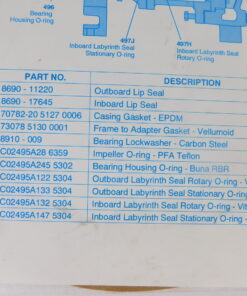 496
Bearing
Housing O-ring
497J
Inboard Labyrinth Seal
Stationary O-ring
497H
Inboard Labyrinth Seal
Rotary O-ring
PART NO. DESCRIPTION
8690 - 11220 Outboard Lip Seal
8690 - 17645 Inboard Lip Seal
70782-20 5127 0006 Casing Gasket - EPDM
73078 5130 0001 Frame to Adapter Gasket - Vellumoid
8910 - 009 Bearing Lockwasher - Carbon Steel
C02495A28 6359 Impeller O-ring - PFA Teflon
C02495A245 5302 Bearing Housing O-ring - Buna RBR
C02495A122 5304 Outboard Labyrinth Seal Rotary O-ring - V
C02495A133 5304 Outboard Labyrinth Seal Stationary O-ring
C02495A132 5304 Inboard Labyrinth Seal Rotary O-ring - Vit
C02495A147 5304 Inboard Labyrinth Seal Stationary O-ring -